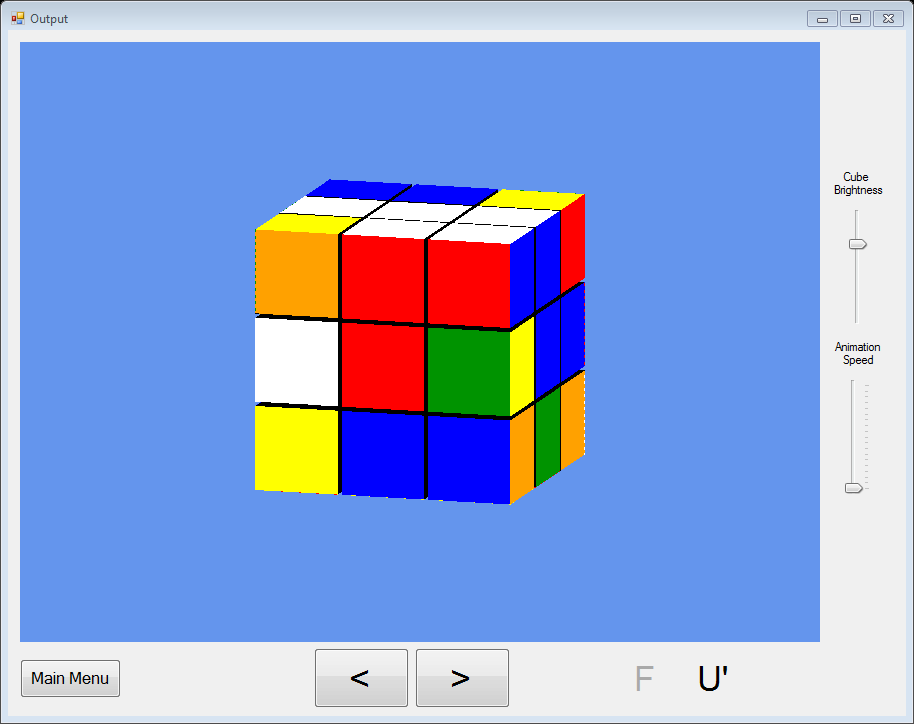 Output
Cube
Brightness
Animation
Speed
Main Menu
<
>
F U'